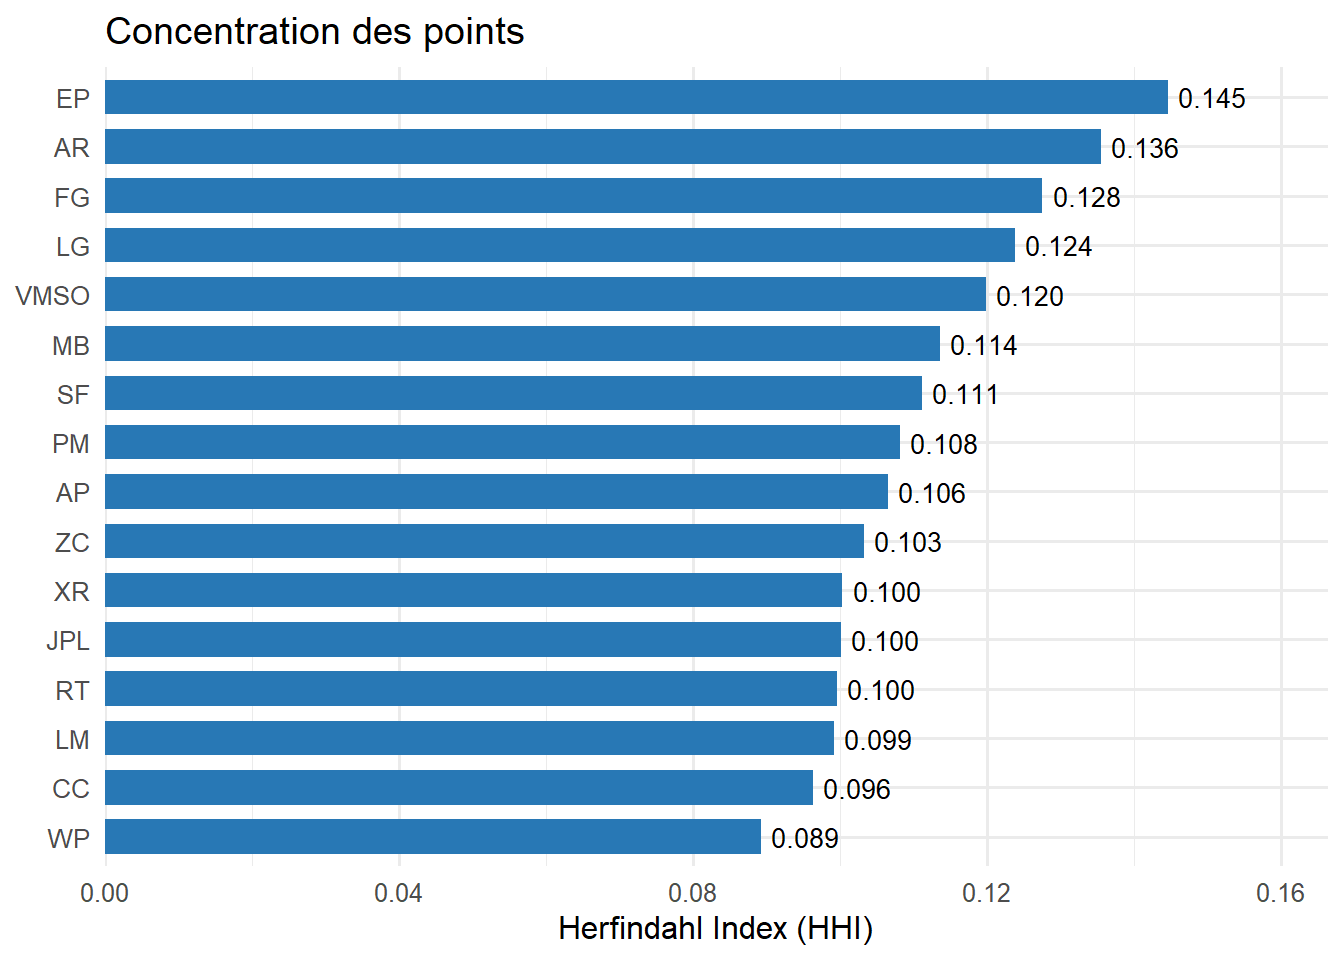 Concentration des points
EP 0.145
AR 0.136
FG 0.128
LG 0.124
VMSO 0.120
MB 0.114
SF 0.111
PM 0.108
AP 0.106
ZC 0.103
XR 0.100
JPL 0.100
RT 0.100
LM 0.099
CC 0.096
WP 0.089
0.00 0.04 0.08 0.12 0.16
Herfindahl Index (HHI)